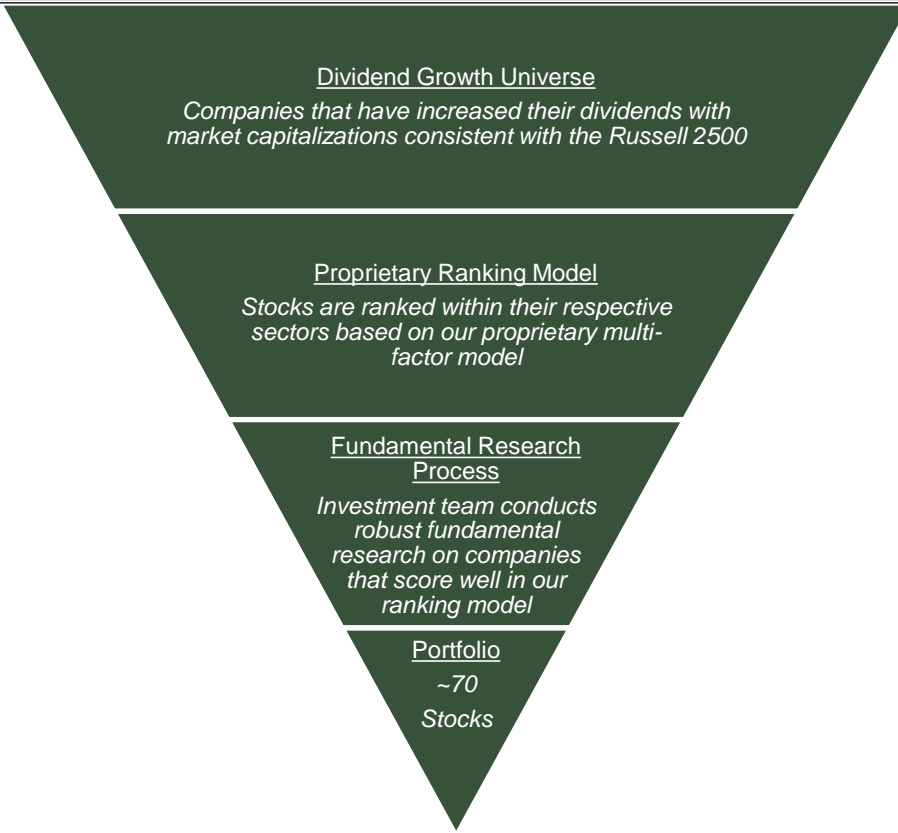 Dividend Growth Universe
Companies that have increased their dividends with
market capitalizations consistent with the Russell 2500
Proprietary Ranking Model
Stocks are ranked within their respective
sectors based on our proprietary multi-
factor model
Fundamental Research
Process
Investment team conducts
robust fundamental
research on companies
that score well in our
ranking model
Portfolio
~70
Stocks